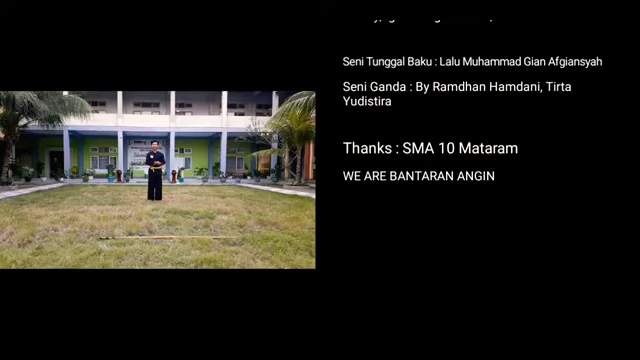 Seni Tunggal Baku : Lalu Muhammad Gian Afgiansyah
Seni Ganda : By Ramdhan Hamdani, Tirta
Yudistira
Thanks : SMA 10 Mataram
WE ARE BANTARAN ANGIN